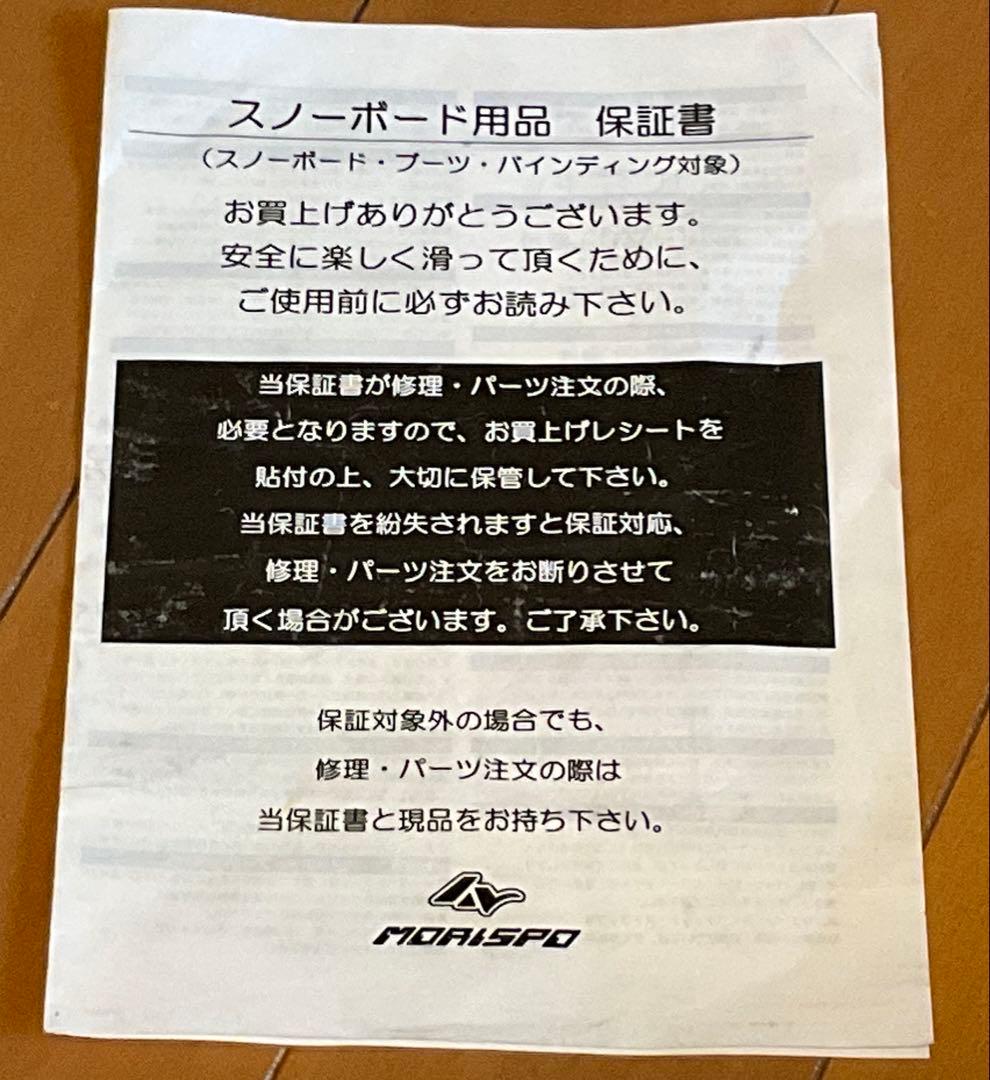 スノーボード用品　保証書
（スノーボード・ブーツ・バインディング対象）
お買上げありがとうございます。
安全に楽しく滑って頂くために、
ご使用前に必ずお読み下さい。
当保証書が修理・パーツ注文の際、
必要となりますので、お買上げレシートを
貼付の上、大切に保管して下さい。
当保証書を紛失されますと保証対応、
修理・パーツ注文をお断りさせて
頂く場合がございます。ご了承下さい。
保証対象外の場合でも、
修理・パーツ注文の際は
当保証書と現品をお持ち下さい。
MORISPO